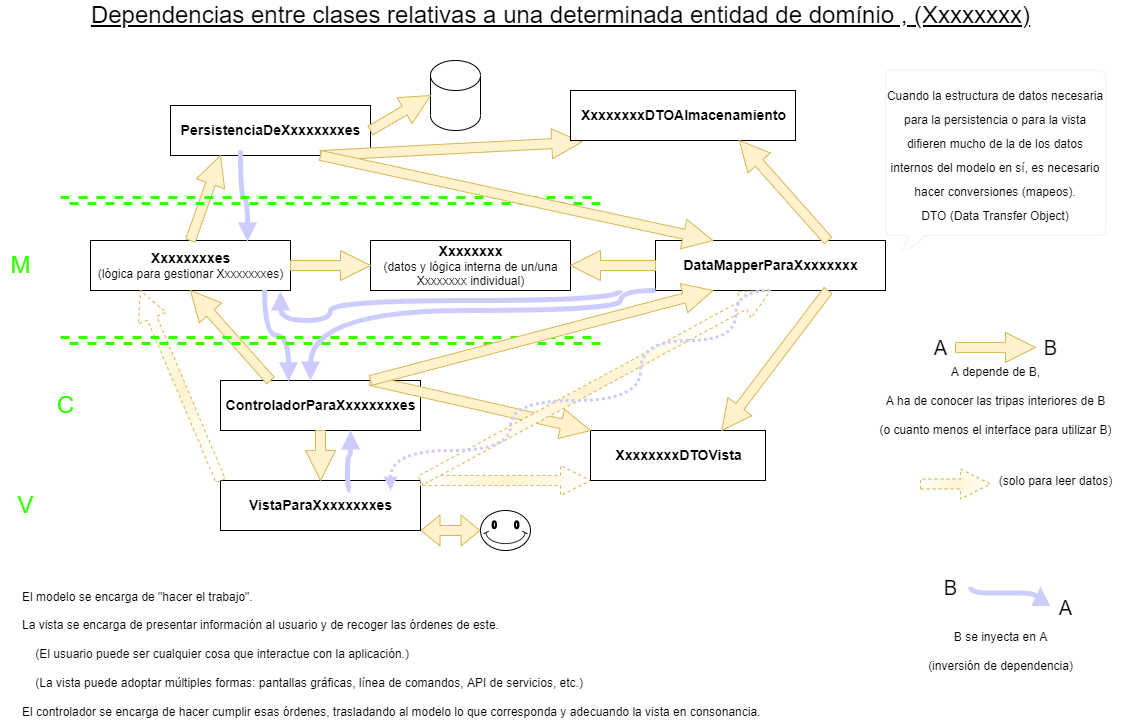 Dependencias entre clases relativas a una determinada entidad de domínio , (Xxxxxxxx)
PersistenciaDeXxxxxxxxes
XxxxxxxxDTOAlmacenamiento
Cuando la estructura de datos necesaria
para la persistencia o para la vista
difieren mucho de la de los datos
internos del modelo en sí, es necesario
hacer conversiones (mapeos).
DTO (Data Transfer Object)
M
Xxxxxxxxes
(lógica para gestionar Xxxxxxxxes)
Xxxxxxxx
(datos y lógica interna de un/una
Xxxxxxxx individual)
DataMapperParaXxxxxxxx
A
B
A depende de B,
A ha de conocer las tripas interiores de B
(o cuanto menos el interface para utilizar B)
C
ControladorParaXxxxxxxxes
XxxxxxxxDTOVista
(solo para leer datos)
V
VistaParaXxxxxxxxes
B
A
B se inyecta en A
(inversión de dependencia)
El modelo se encarga de "hacer el trabajo".
La vista se encarga de presentar información al usuario y de recoger las órdenes de este.
(El usuario puede ser cualquier cosa que interactue con la aplicación.)
(La vista puede adoptar múltiples formas: pantallas gráficas, línea de comandos, API de servicios, etc.)
El controlador se encarga de hacer cumplir esas órdenes, trasladando al modelo lo que corresponda y adecuando la vista en consonancia.